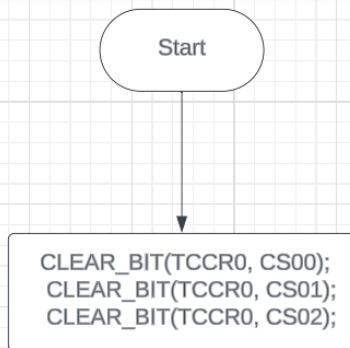 Start
CLEAR_BIT(TCCR0, CS00);
CLEAR_BIT(TCCR0, CS01);
CLEAR_BIT(TCCR0, CS02);